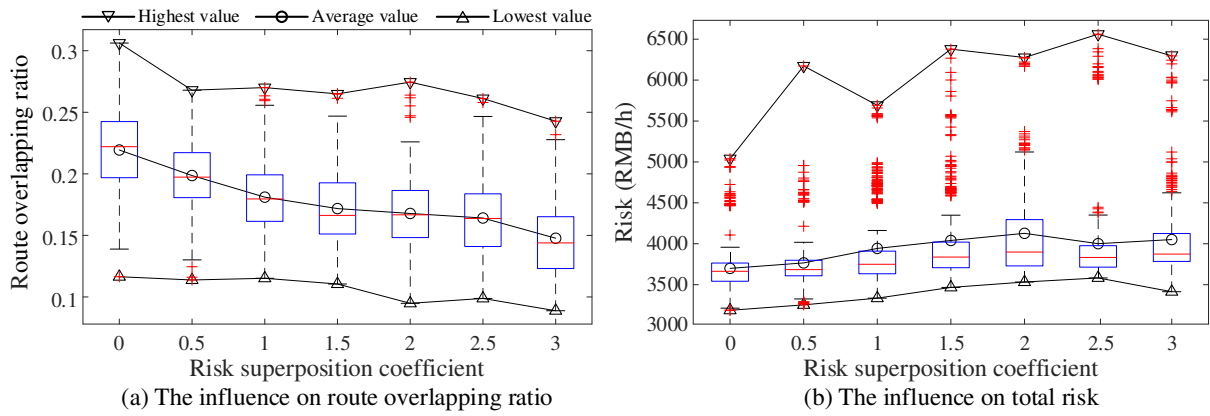 Highest value Average value Lowest value
Route overlapping ratio
0.3
0.25
0.2
0.15
0.1
0 0.5 1 1.5 2 2.5 3
Risk superposition coefficient
(a) The influence on route overlapping ratio
Risk (RMB/h)
6500
6000
5500
5000
4500
4000
3500
3000
0 0.5 1 1.5 2 2.5 3
Risk superposition coefficient
(b) The influence on total risk